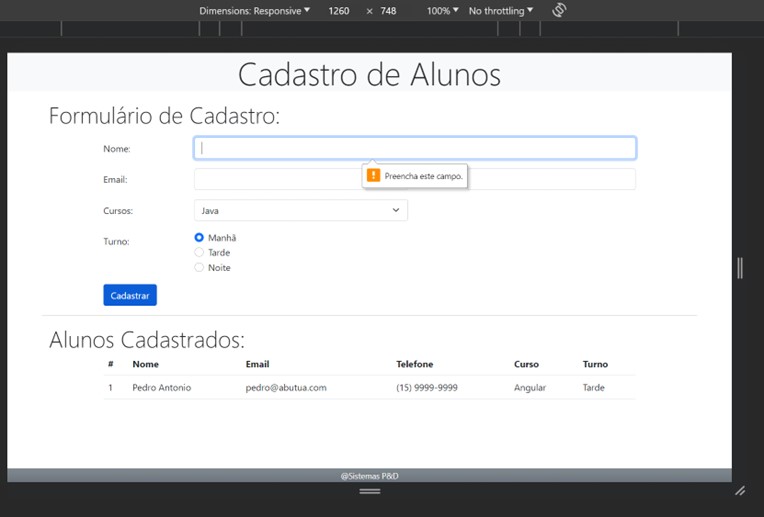 Dimensions: Responsive 1260 × 748 100% No throttling
Cadastro de Alunos
Formulário de Cadastro:
Nome:
Preencha este campo.
Email:
Cursos: Java
Turno: Manhã
Tarde
Noite
Cadastrar
Alunos Cadastrados:
# Nome Email Telefone Curso Turno
1 Pedro Antonio pedro@abutua.com (15) 9999-9999 Angular Tarde
@Sistemas P&D